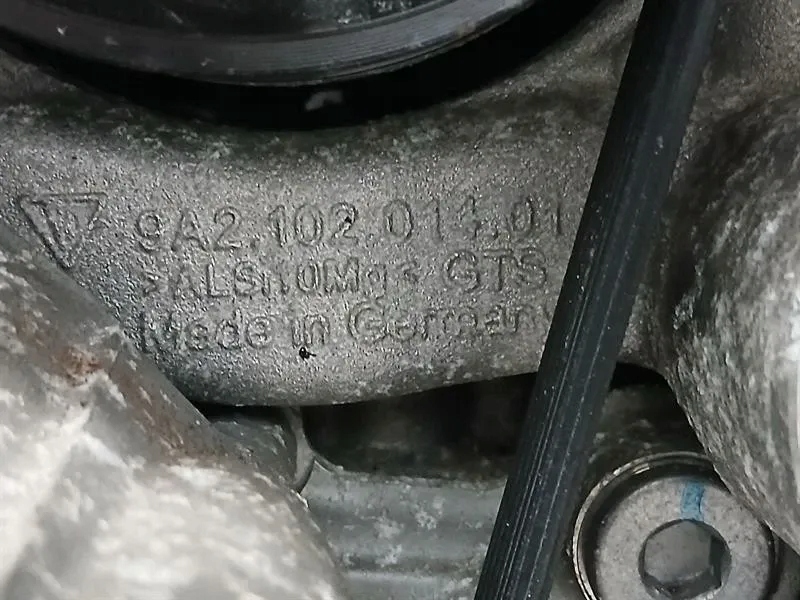 9A2.102.014.01
>ALSi10Mg< GTS
Made in Germany